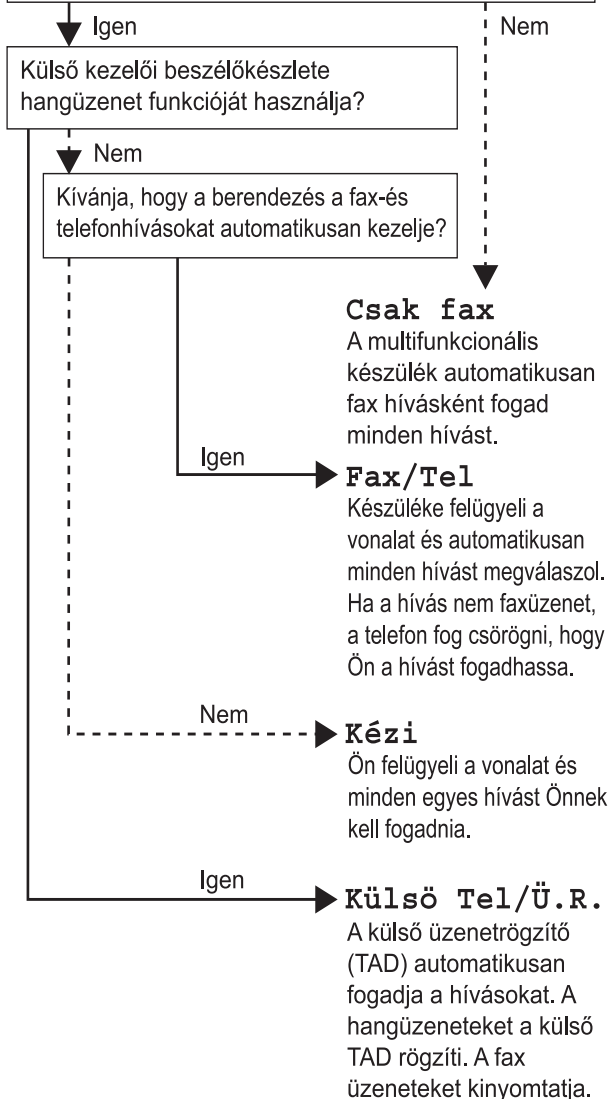 Igen
Nem
Külső kezelői beszélőkészlete
hangüzenet funkcióját használja?
Nem
Kívánja, hogy a berendezés a fax-és
telefonhívásokat automatikusan kezelje?
Csak fax
A multifunkcionális
készülék automatikusan
fax hívásként fogad
minden hívást.
Igen
Fax/Tel
Készüléke felügyeli a
vonalat és automatikusan
minden hívást megválaszol.
Ha a hívás nem faxüzenet,
a telefon fog csörögni, hogy
Ön a hívást fogadhassa.
Nem
Kézi
Ön felügyeli a vonalat és
minden egyes hívást Önnek
kell fogadnia.
Igen
Külsö Tel/Ü.R.
A külső üzenetrögzítő
(TAD) automatikusan
fogadja a hívásokat. A
hangüzeneteket a külső
TAD rögzíti. A fax
üzeneteket kinyomtatja.